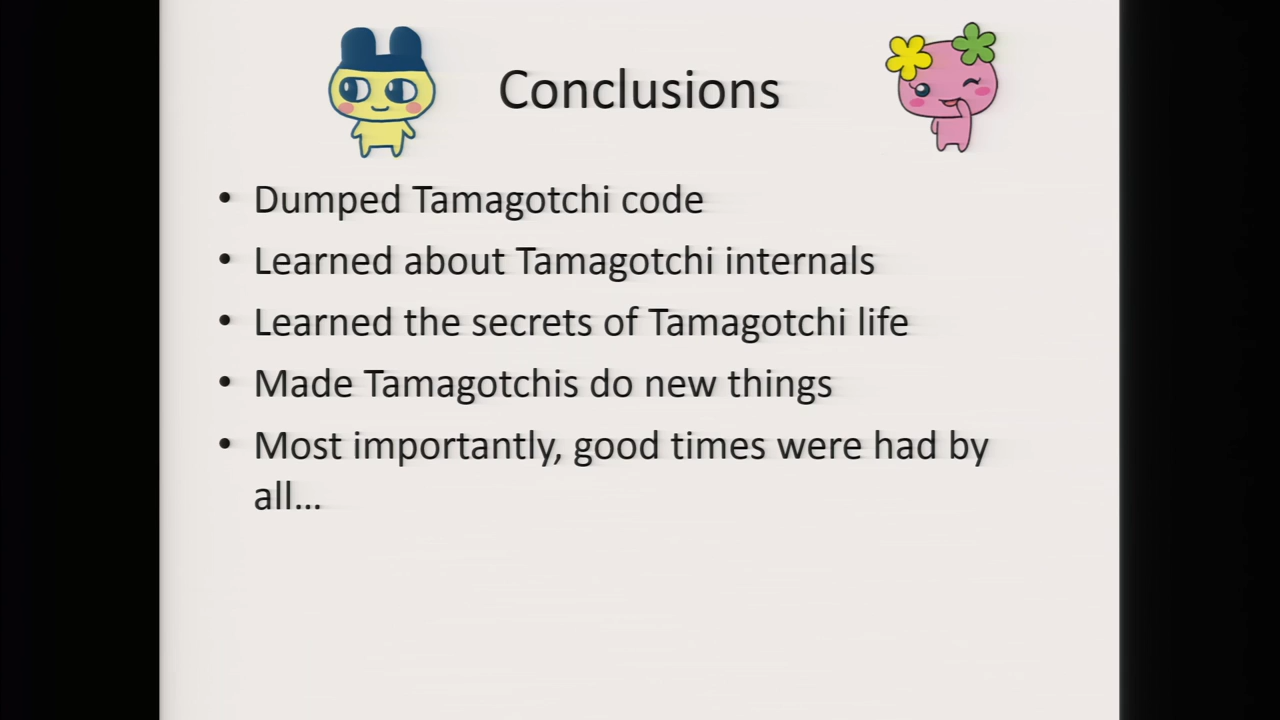 Conclusions
• Dumped Tamagotchi code
• Learned about Tamagotchi internals
• Learned the secrets of Tamagotchi life
• Made Tamagotchis do new things
• Most importantly, good times were had by
all...